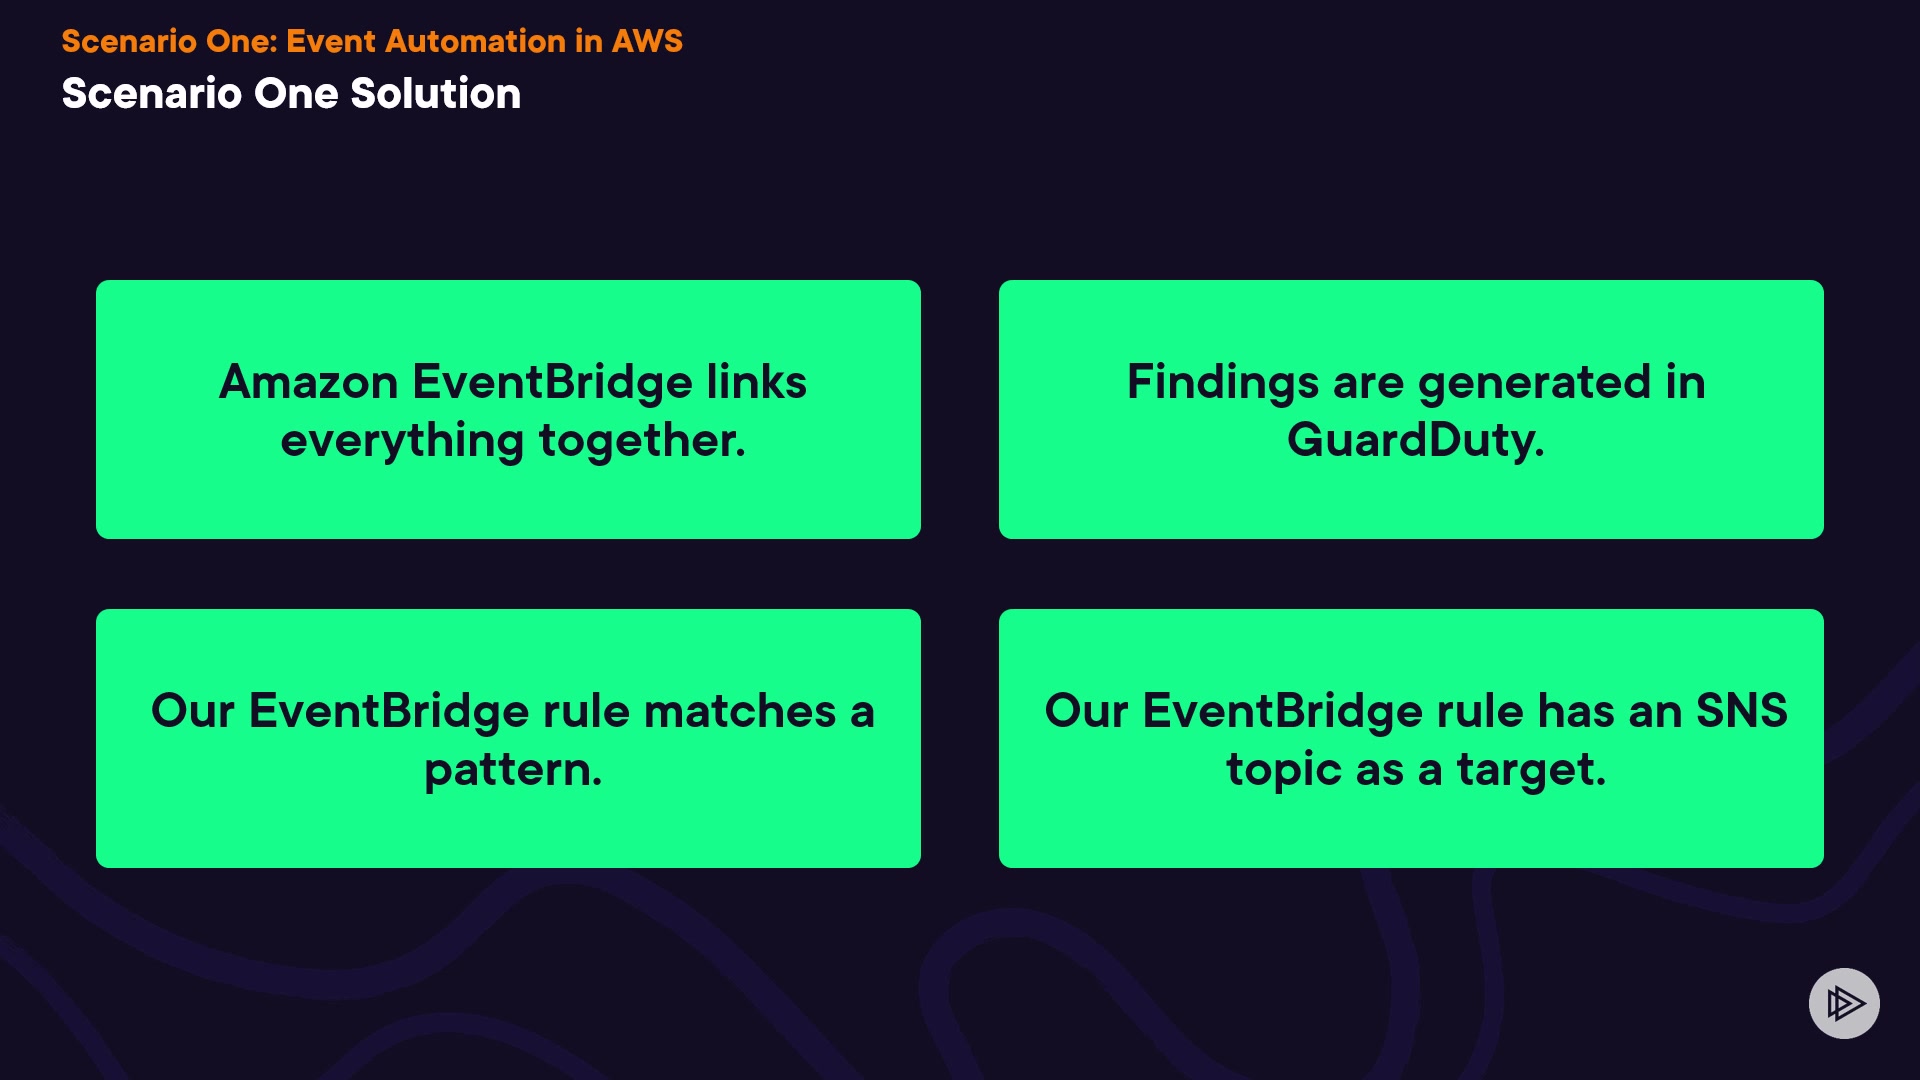 Scenario One: Event Automation in AWS
Scenario One Solution
Amazon EventBridge links
everything together.
Findings are generated in
GuardDuty.
Our EventBridge rule matches a
pattern.
Our EventBridge rule has an SNS
topic as a target.